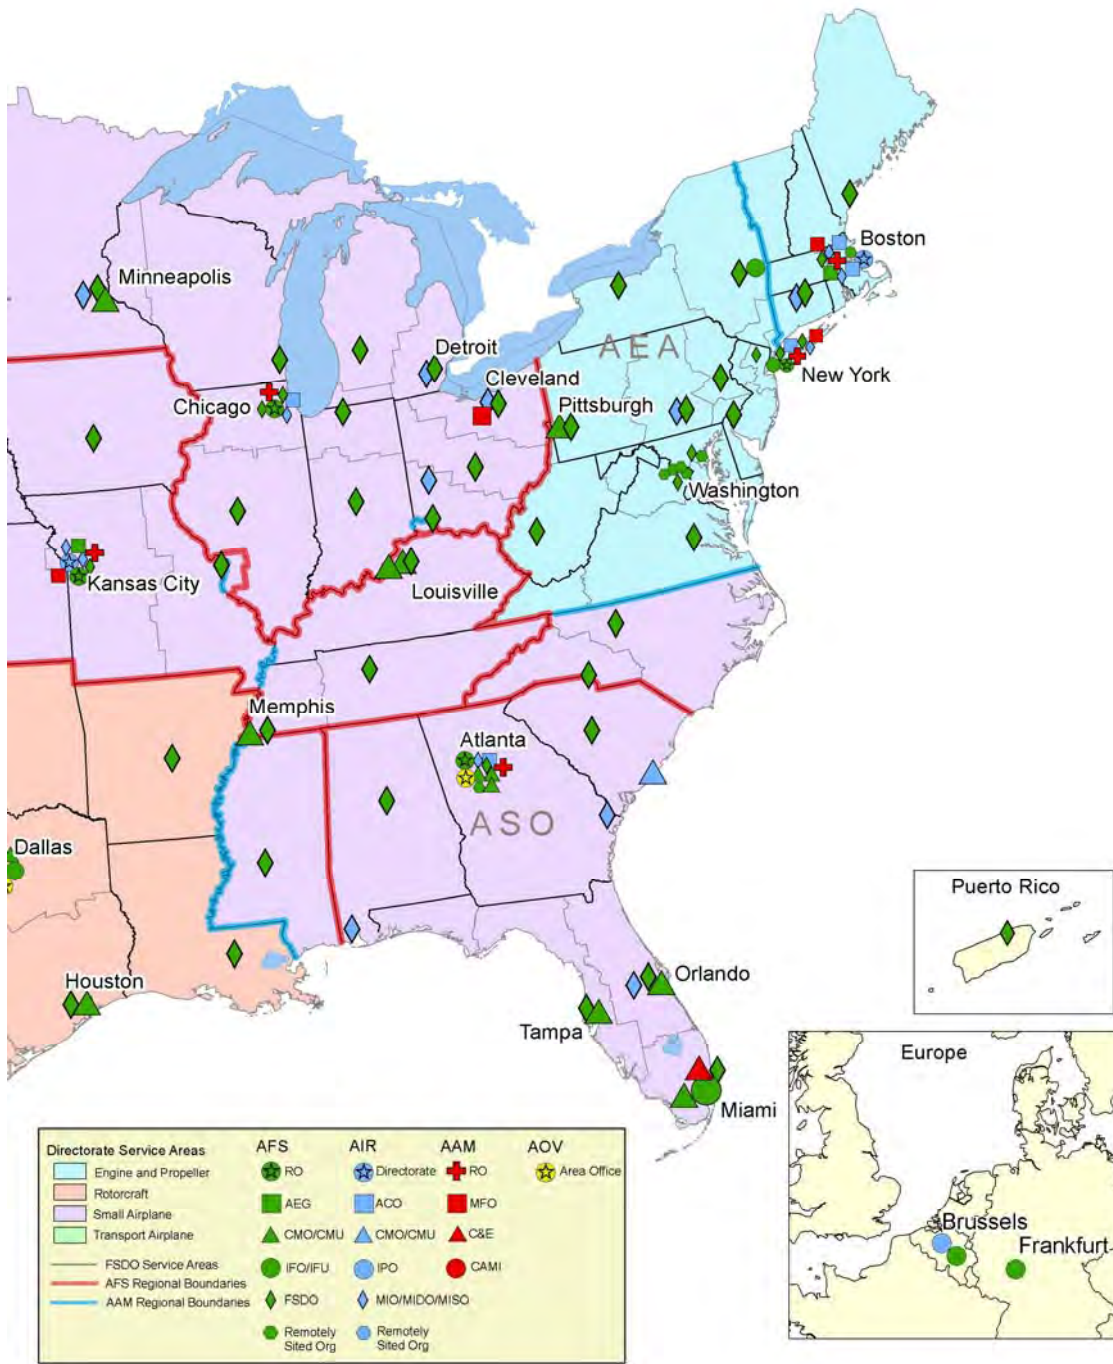 Minneapolis
Boston
Detroit
AEA
Cleveland
New York
Chicago
Pittsburgh
Washington
Kansas City
Louisville
Memphis
Atlanta
ASO
Dallas
Puerto Rico
Houston
Orlando
Tampa
Europe
Miami
Brussels
Frankfurt
Directorate Service Areas
Engine and Propeller
Rotorcraft
Small Airplane
Transport Airplane
FSDO Service Areas
AFS Regional Boundaries
AAM Regional Boundaries
AFS
RO
AEG
CMO/CMU
IFO/IFU
FSDO
Remotely
Sited Org
AIR
Directorate
ACO
CMO/CMU
IPO
MIO/MIDO/MISO
Remotely
Sited Org
AAM
RO
MFO
C&E
CAMI
AOV
Area Office